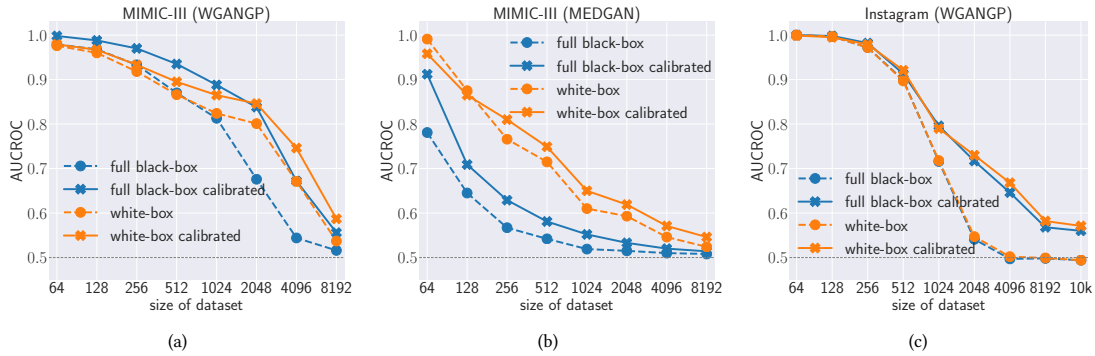 MIMIC-III (WGANGP)
AUCROC
1.0
0.9
0.8
0.7
0.6
0.5
full black-box
full black-box calibrated
white-box
white-box calibrated
64 128 256 512 1024 2048 4096 8192
size of dataset
(a)
MIMIC-III (MEDGAN)
AUCROC
1.0
0.9
0.8
0.7
0.6
0.5
full black-box
full black-box calibrated
white-box
white-box calibrated
64 128 256 512 1024 2048 4096 8192
size of dataset
(b)
Instagram (WGANGP)
AUCROC
1.0
0.9
0.8
0.7
0.6
0.5
full black-box
full black-box calibrated
white-box
white-box calibrated
64 128 256 512 1024 2048 4096 8192 10k
size of dataset
(c)